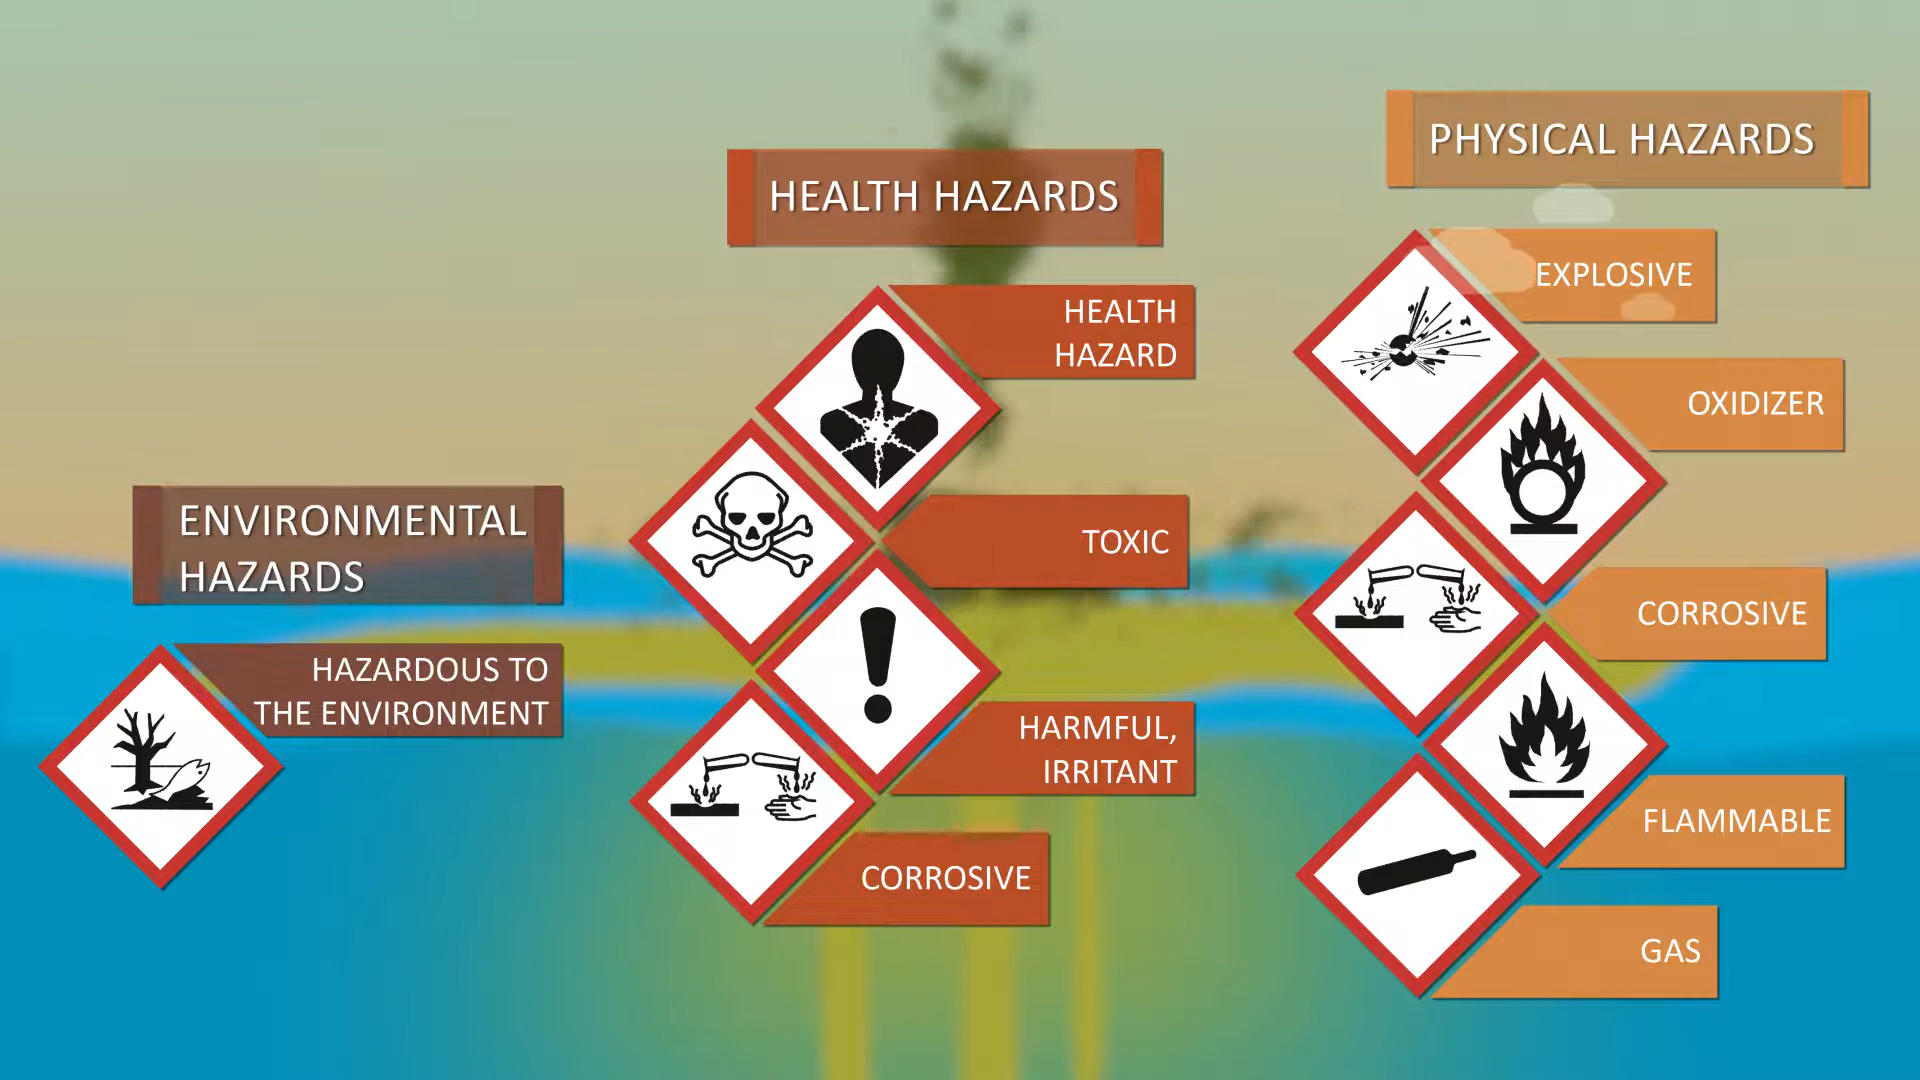 ENVIRONMENTAL
HAZARDS
HAZARDOUS TO
THE ENVIRONMENT
HEALTH HAZARDS
HEALTH
HAZARD
TOXIC
HARMFUL,
IRRITANT
CORROSIVE
PHYSICAL HAZARDS
EXPLOSIVE
OXIDIZER
CORROSIVE
FLAMMABLE
GAS